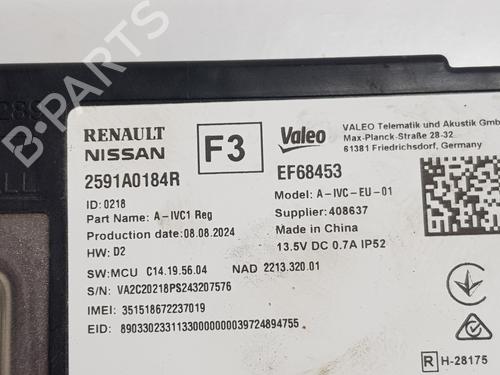 RENAULT
NISSAN
F3
Valeo
VALEO Telematik und Akustik Gmb
Max-Planck-Straße 28-32
61381 Friedrichsdorf, Germany
2591A0184R
EF68453
ID: 0218
Model: A-IVC-EU-01
Part Name: A-IVC1 Reg
Supplier: 408637
Production date: 08.08.2024
Made in China
HW: D2
13.5V DC 0.7A IP52
SW:MCU C14.19.56.04 NAD 2213.320.01
S/N: VA2C20218PS243207576
IMEI: 351518672237019
EID: 89033023311330000000039724894755
R H-28175
B-PARTS